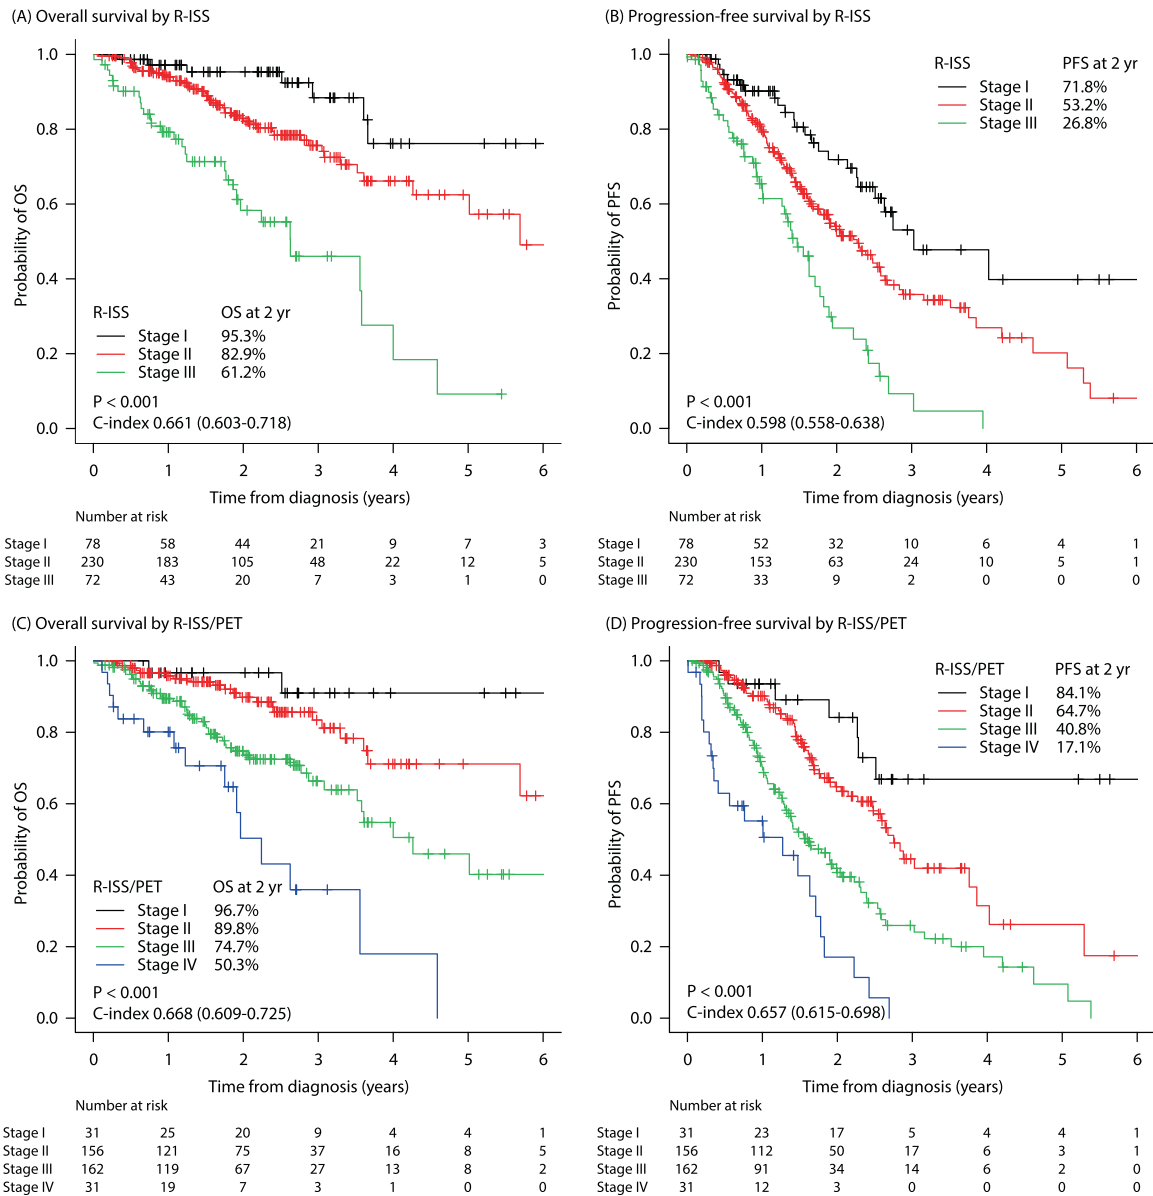 (A) Overall survival by R-ISS
Probability of OS
1.0
0.8
0.6
0.4
0.2
0.0
R-ISS OS at 2 yr
Stage I 95.3%
Stage II 82.9%
Stage III 61.2%
P < 0.001
C-index 0.661 (0.603-0.718)
0 1 2 3 4 5 6
Time from diagnosis (years)
Number at risk
Stage I 78 58 44 21 9 7 3
Stage II 230 183 105 48 22 12 5
Stage III 72 43 20 7 3 1 0
(B) Progression-free survival by R-ISS
Probability of PFS
1.0
0.8
0.6
0.4
0.2
0.0
R-ISS PFS at 2 yr
Stage I 71.8%
Stage II 53.2%
Stage III 26.8%
P < 0.001
C-index 0.598 (0.558-0.638)
0 1 2 3 4 5 6
Time from diagnosis (years)
Number at risk
Stage I 78 52 32 10 6 4 1
Stage II 230 153 63 24 10 5 1
Stage III 72 33 9 2 0 0 0
(C) Overall survival by R-ISS/PET
Probability of OS
1.0
0.8
0.6
0.4
0.2
0.0
R-ISS/PET OS at 2 yr
Stage I 96.7%
Stage II 89.8%
Stage III 74.7%
Stage IV 50.3%
P < 0.001
C-index 0.668 (0.609-0.725)
0 1 2 3 4 5 6
Time from diagnosis (years)
Number at risk
Stage I 31 25 20 9 4 4 1
Stage II 156 121 75 37 16 8 5
Stage III 162 119 67 27 13 8 2
Stage IV 31 19 7 3 1 0 0
(D) Progression-free survival by R-ISS/PET
Probability of PFS
1.0
0.8
0.6
0.4
0.2
0.0
R-ISS/PET PFS at 2 yr
Stage I 84.1%
Stage II 64.7%
Stage III 40.8%
Stage IV 17.1%
P < 0.001
C-index 0.657 (0.615-0.698)
0 1 2 3 4 5 6
Time from diagnosis (years)
Number at risk
Stage I 31 23 17 5 4 4 1
Stage II 156 112 50 17 6 3 1
Stage III 162 91 34 14 6 2 0
Stage IV 31 12 3 0 0 0 0